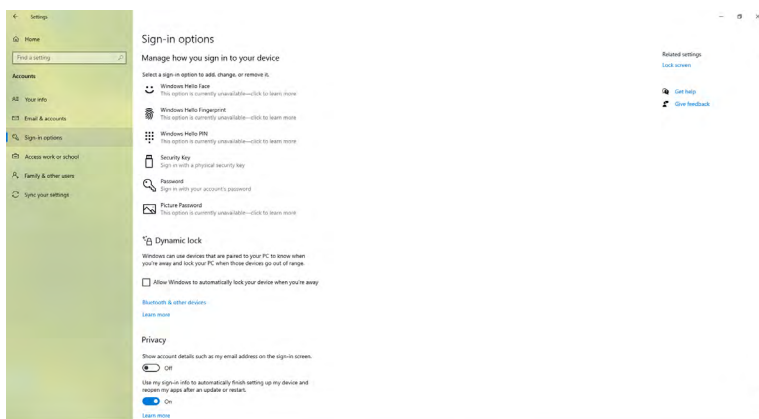 Settings
Home
Find a setting
Accounts
Your info
Email & accounts
Sign-in options
Access work or school
Family & other users
Sync your settings
Sign-in options
Manage how you sign in to your device
Select a sign-in option to add, change, or remove it.
Windows Hello Face
This option is currently unavailable—click to learn more
Windows Hello Fingerprint
This option is currently unavailable—click to learn more
Windows Hello PIN
This option is currently unavailable—click to learn more
Security Key
Sign in with a physical security key
Password
Sign in with your account's password
Picture Password
This option is currently unavailable—click to learn more
Dynamic lock
Windows can use devices that are paired to your PC to know when
you're away and lock your PC when those devices go out of range.
Allow Windows to automatically lock your device when you're away
Bluetooth & other devices
Learn more
Privacy
Show account details such as my email address on the sign-in screen.
Off
Use my sign-in info to automatically finish setting up my device and
reopen my apps after an update or restart.
On
Learn more
Related settings
Lock screen
Get help
Give feedback